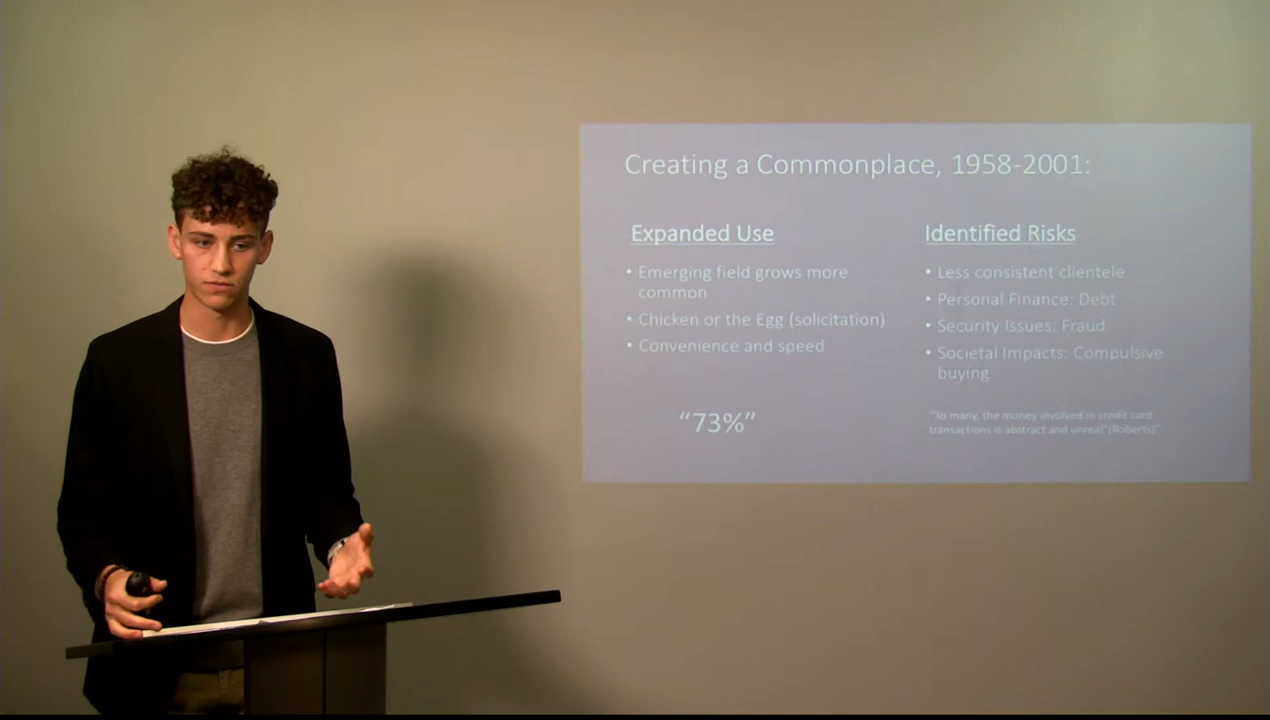 Creating a Commonplace, 1958-2001:
Expanded Use
• Emerging field grows more
common
• Chicken or the Egg (solicitation)
• Convenience and speed
"73%"
Identified Risks
• Less consistent clientele
• Personal Finance: Debt
• Security Issues: Fraud
• Societal Impacts: Compulsive
buying
"To many, the money involved in credit card
transactions is abstract and unreal"(Roberts)"